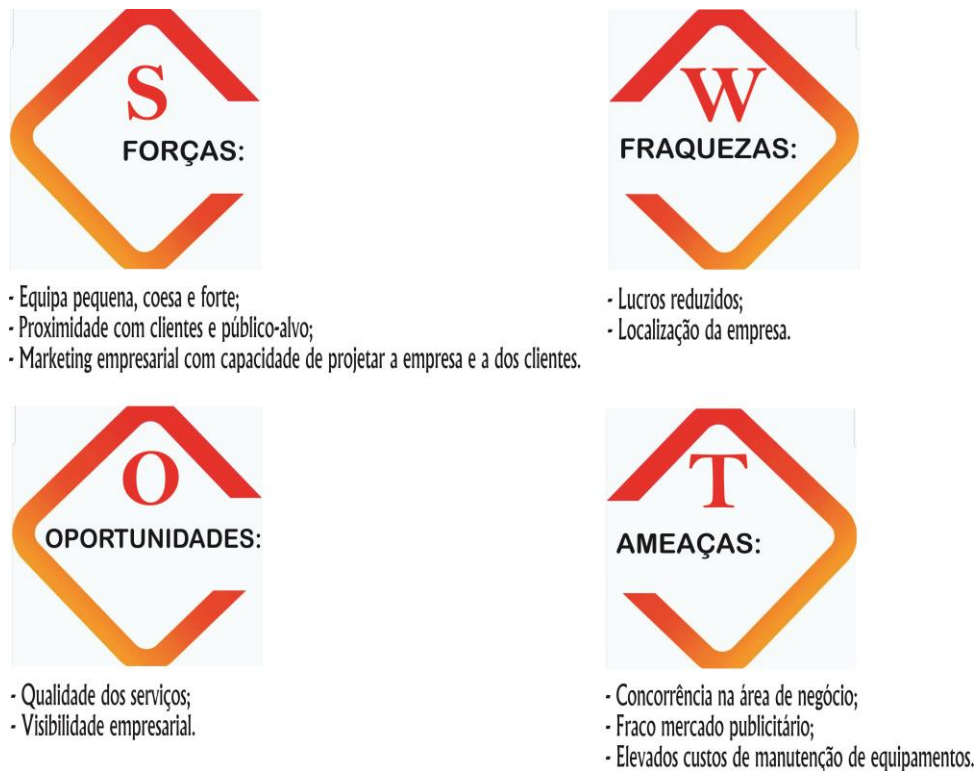 S
FORÇAS:
- Equipa pequena, coesa e forte;
- Proximidade com clientes e público-alvo;
- Marketing empresarial com capacidade de projetar a empresa e a dos clientes.
W
FRAQUEZAS:
- Lucros reduzidos;
- Localização da empresa.
O
OPORTUNIDADES:
- Qualidade dos serviços;
- Visibilidade empresarial.
T
AMEAÇAS:
- Concorrência na área de negócio;
- Fraco mercado publicitário;
- Elevados custos de manutenção de equipamentos.